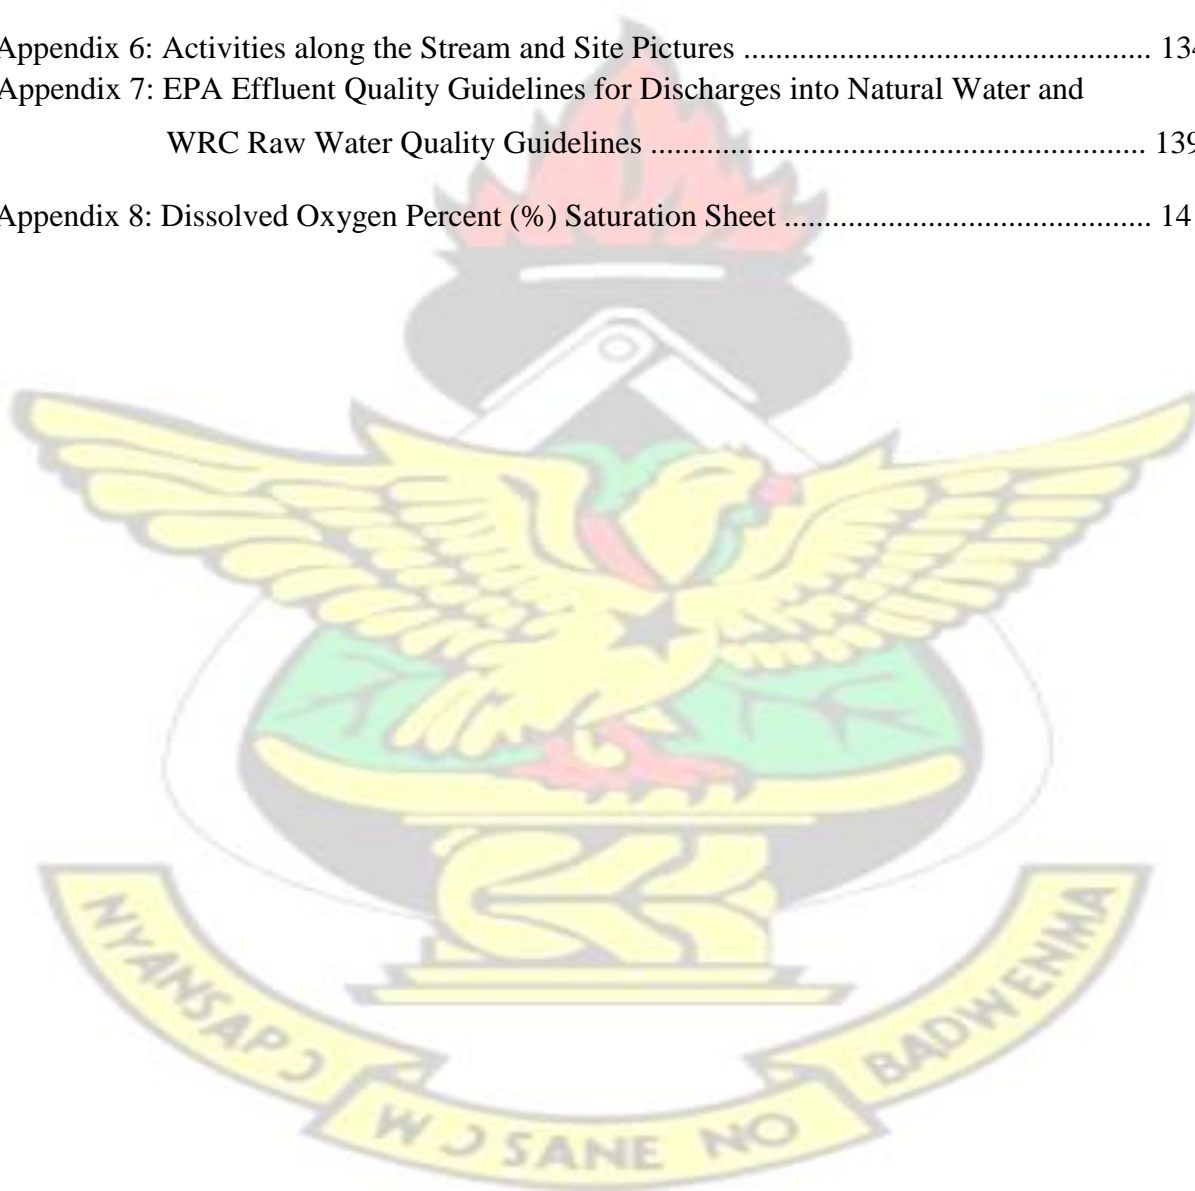 Appendix 6: Activities along the Stream and Site Pictures ................................................... 134
Appendix 7: EPA Effluent Quality Guidelines for Discharges into Natural Water and
WRC Raw Water Quality Guidelines .............................................................. 139
Appendix 8: Dissolved Oxygen Percent (%) Saturation Sheet .............................................. 14
NYANSAPƆ
WƆSANE NO
BADWENMA